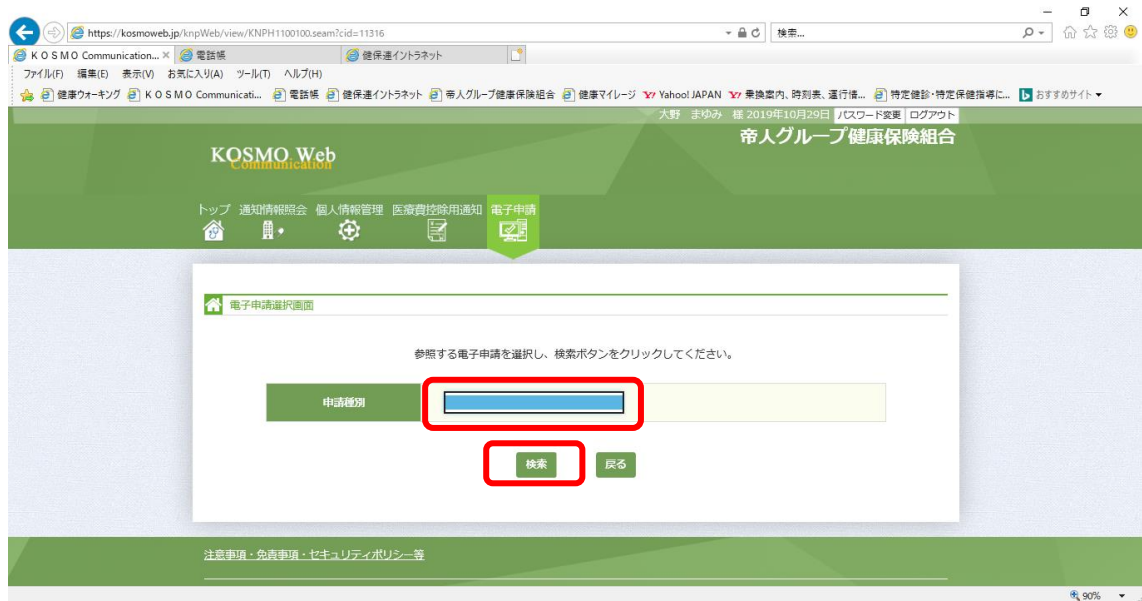 https://kosmoweb.jp/knpWeb/view/KNPH1100100.seam?cid=11316
検索...
K O S M O Communication...
電話帳
健保連イントラネット
ファイル(F) 編集(E) 表示(V) お気に入り(A) ツール(T) ヘルプ(H)
健康ウオーキング K O S M O Communicati... 電話帳 健保連イントラネット 帝人グループ健康保険組合 健康マイレージ Yahoo! JAPAN 乗換案内、時刻表、運行情... 特定健診・特定保健指導に... おすすめサイト
大野 まゆみ 様 2019年10月29日 パスワード変更 ログアウト
帝人グループ健康保険組合
KOSMO Web
Communication
トップ 通知情報照会 個人情報管理 医療費控除用通知 電子申請
電子申請選択画面
参照する電子申請を選択し、検索ボタンをクリックしてください。
申請種別
検索 戻る
注意事項・免責事項・セキュリティポリシー等
90%